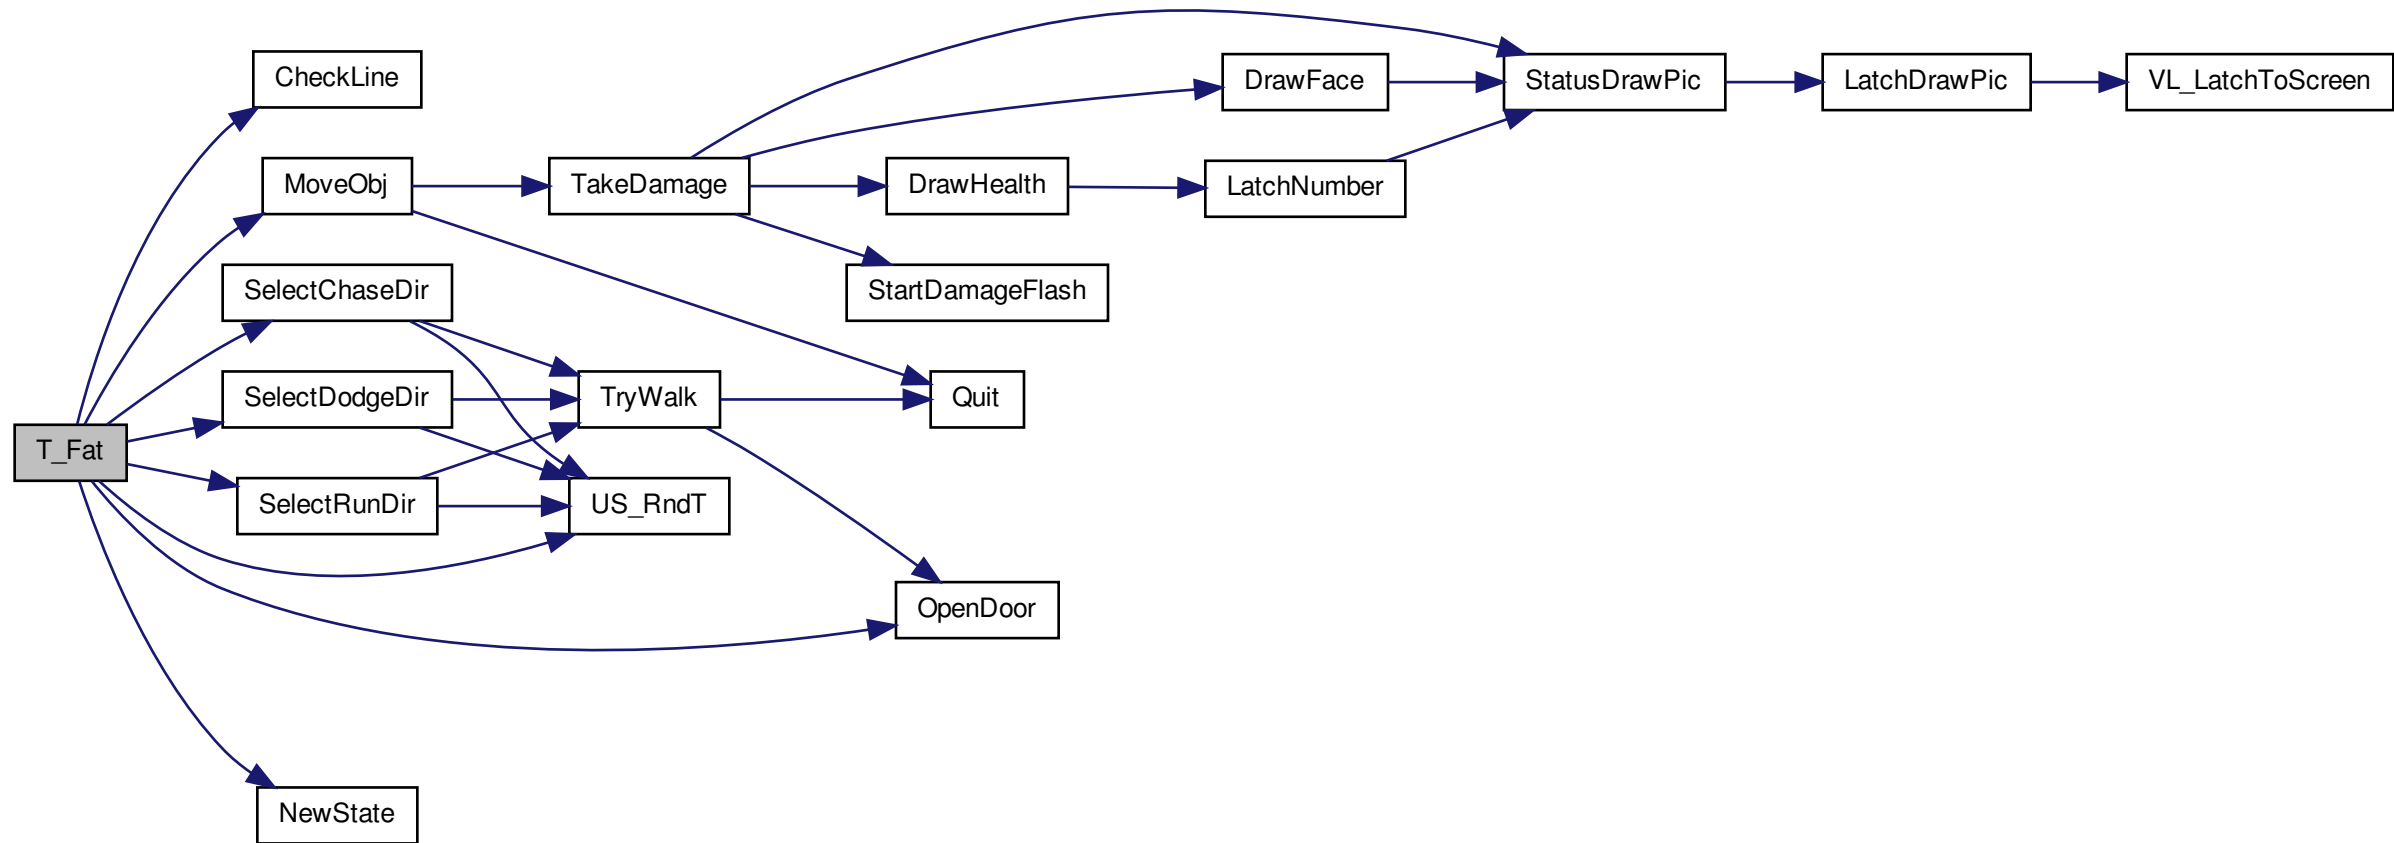 CheckLine
DrawFace
StatusDrawPic
LatchDrawPic
VL_LatchToScreen
MoveObj
TakeDamage
DrawHealth
LatchNumber
SelectChaseDir
StartDamageFlash
SelectDodgeDir
TryWalk
Quit
T_Fat
SelectRunDir
US_RndT
OpenDoor
NewState